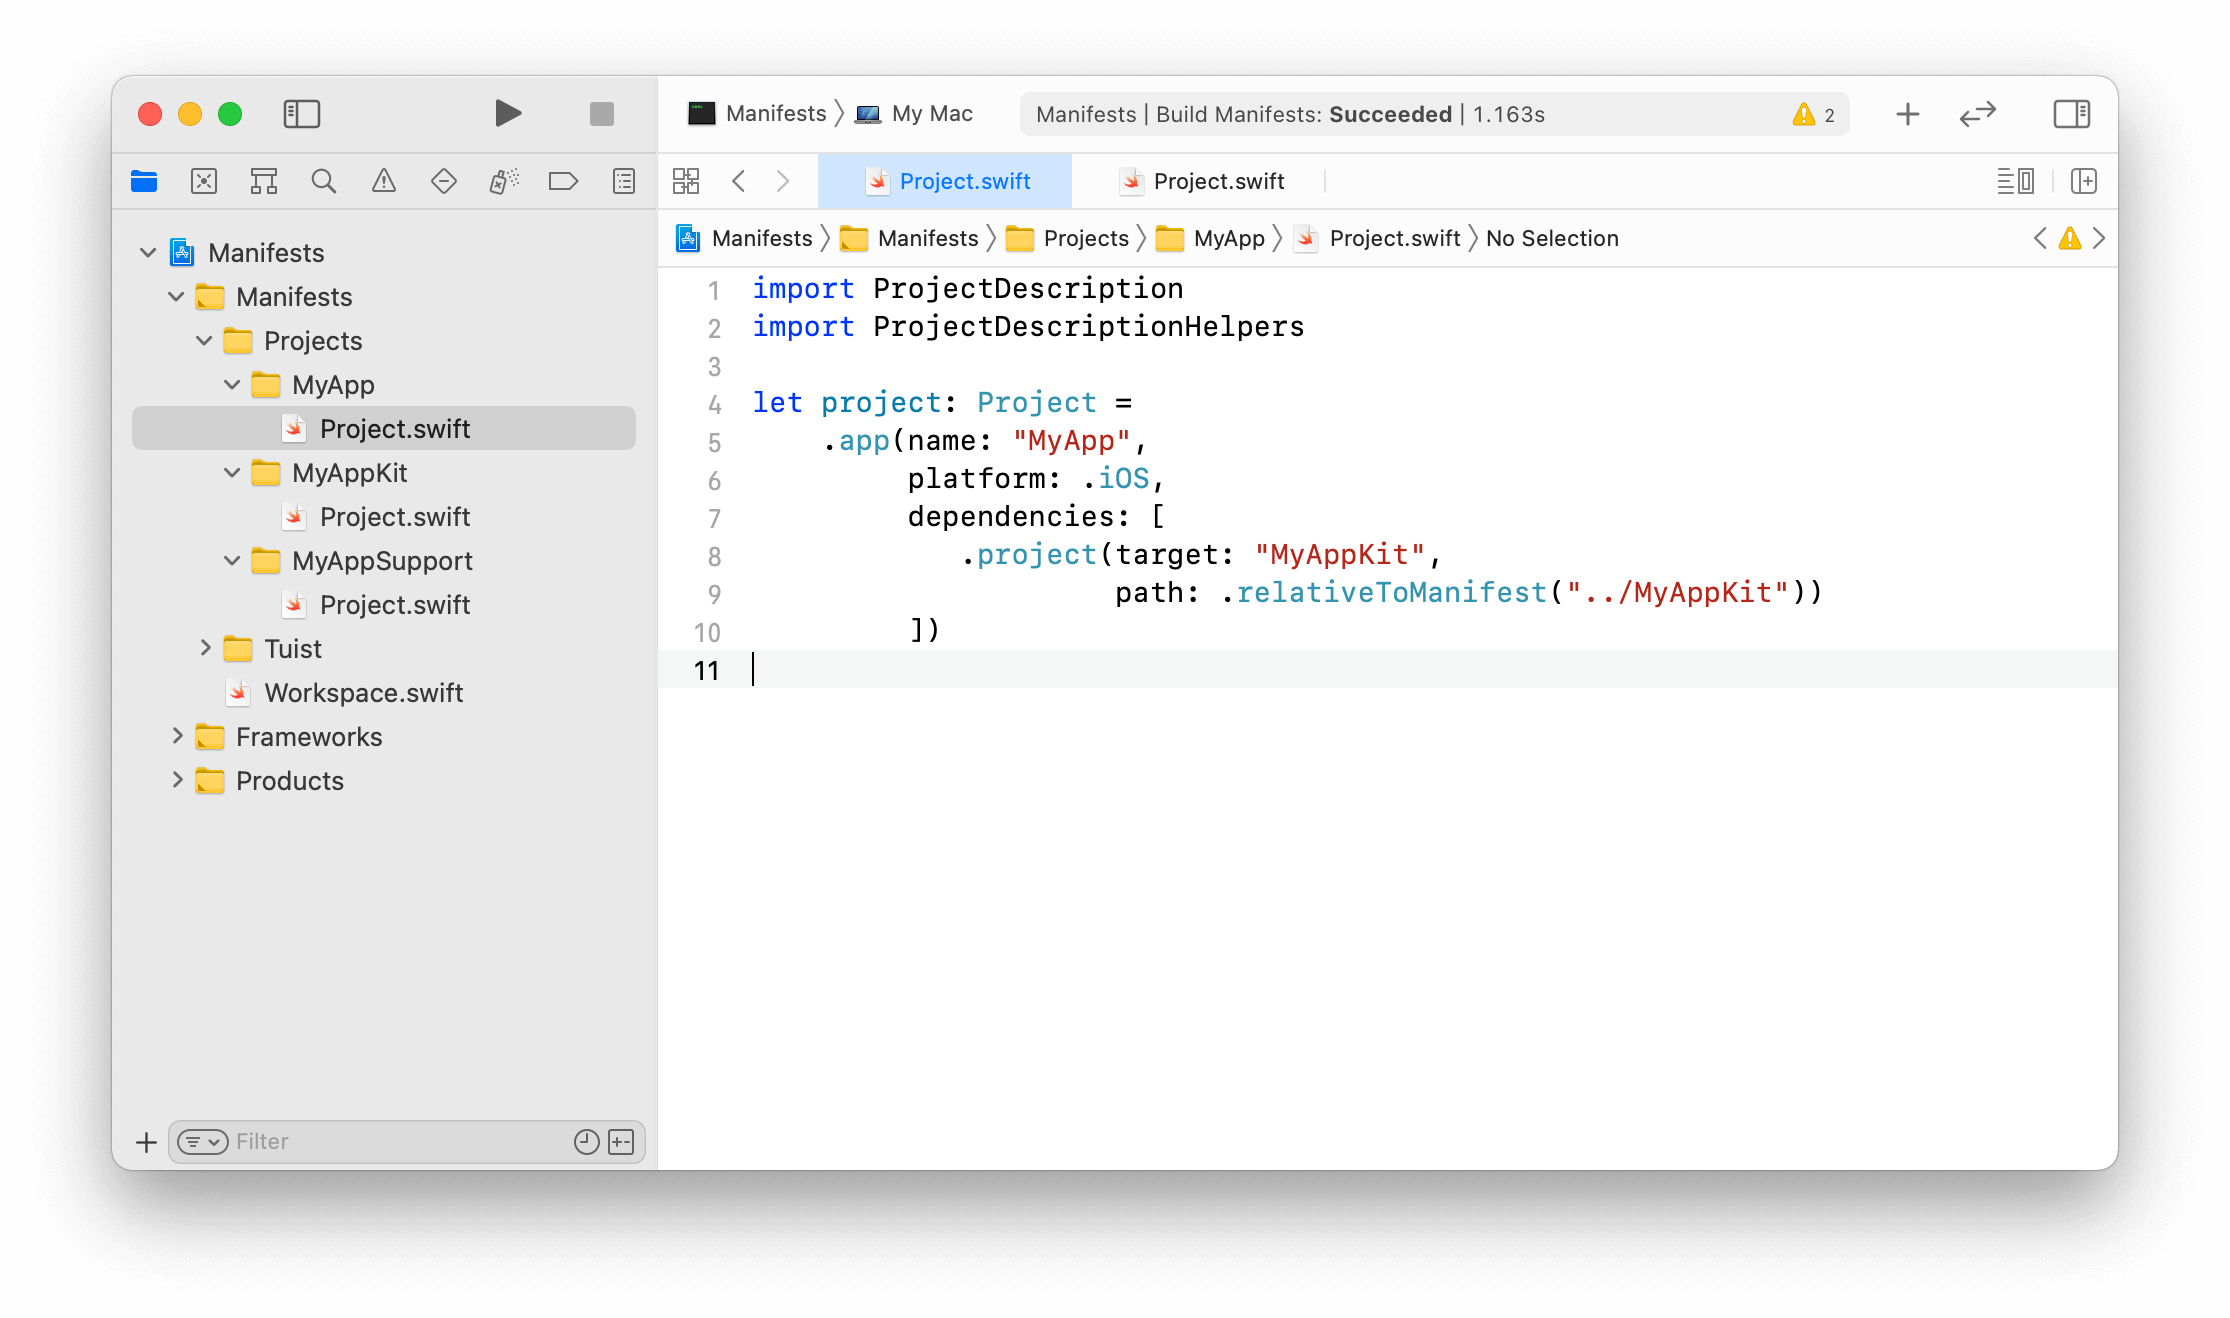 Manifests 〉 My Mac
Manifests | Build Manifests: Succeeded | 1.163s
2
Project.swift
Project.swift
Manifests 〉 Manifests 〉 Projects 〉 MyApp 〉 Project.swift 〉 No Selection
Manifests
Manifests
Projects
MyApp
Project.swift
MyAppKit
Project.swift
MyAppSupport
Project.swift
Tuist
Workspace.swift
Frameworks
Products
Filter
1 import ProjectDescription
2 import ProjectDescriptionHelpers
3
4 let project: Project =
5     .app(name: "MyApp",
6          platform: .iOS,
7          dependencies: [
8             .project(target: "MyAppKit",
9                      path: .relativeToManifest("../MyAppKit"))
10          ])
11